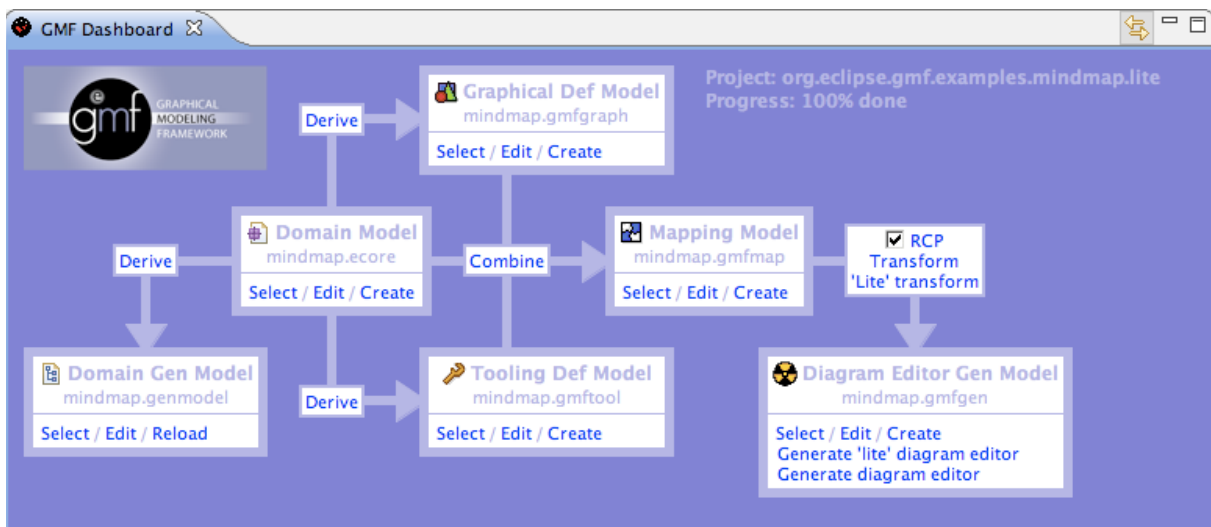 GMF Dashboard
e
gmf
GRAPHICAL
MODELING
FRAMEWORK
Project: org.eclipse.gmf.examples.mindmap.lite
Progress: 100% done
Derive
Graphical Def Model
mindmap.gmfgraph
Select / Edit / Create
Derive
Domain Model
mindmap.ecore
Select / Edit / Create
Combine
Mapping Model
mindmap.gmfmap
Select / Edit / Create
RCP
Transform
'Lite' transform
Domain Gen Model
mindmap.genmodel
Select / Edit / Reload
Derive
Tooling Def Model
mindmap.gmftool
Select / Edit / Create
Diagram Editor Gen Model
mindmap.gmfgen
Select / Edit / Create
Generate 'lite' diagram editor
Generate diagram editor